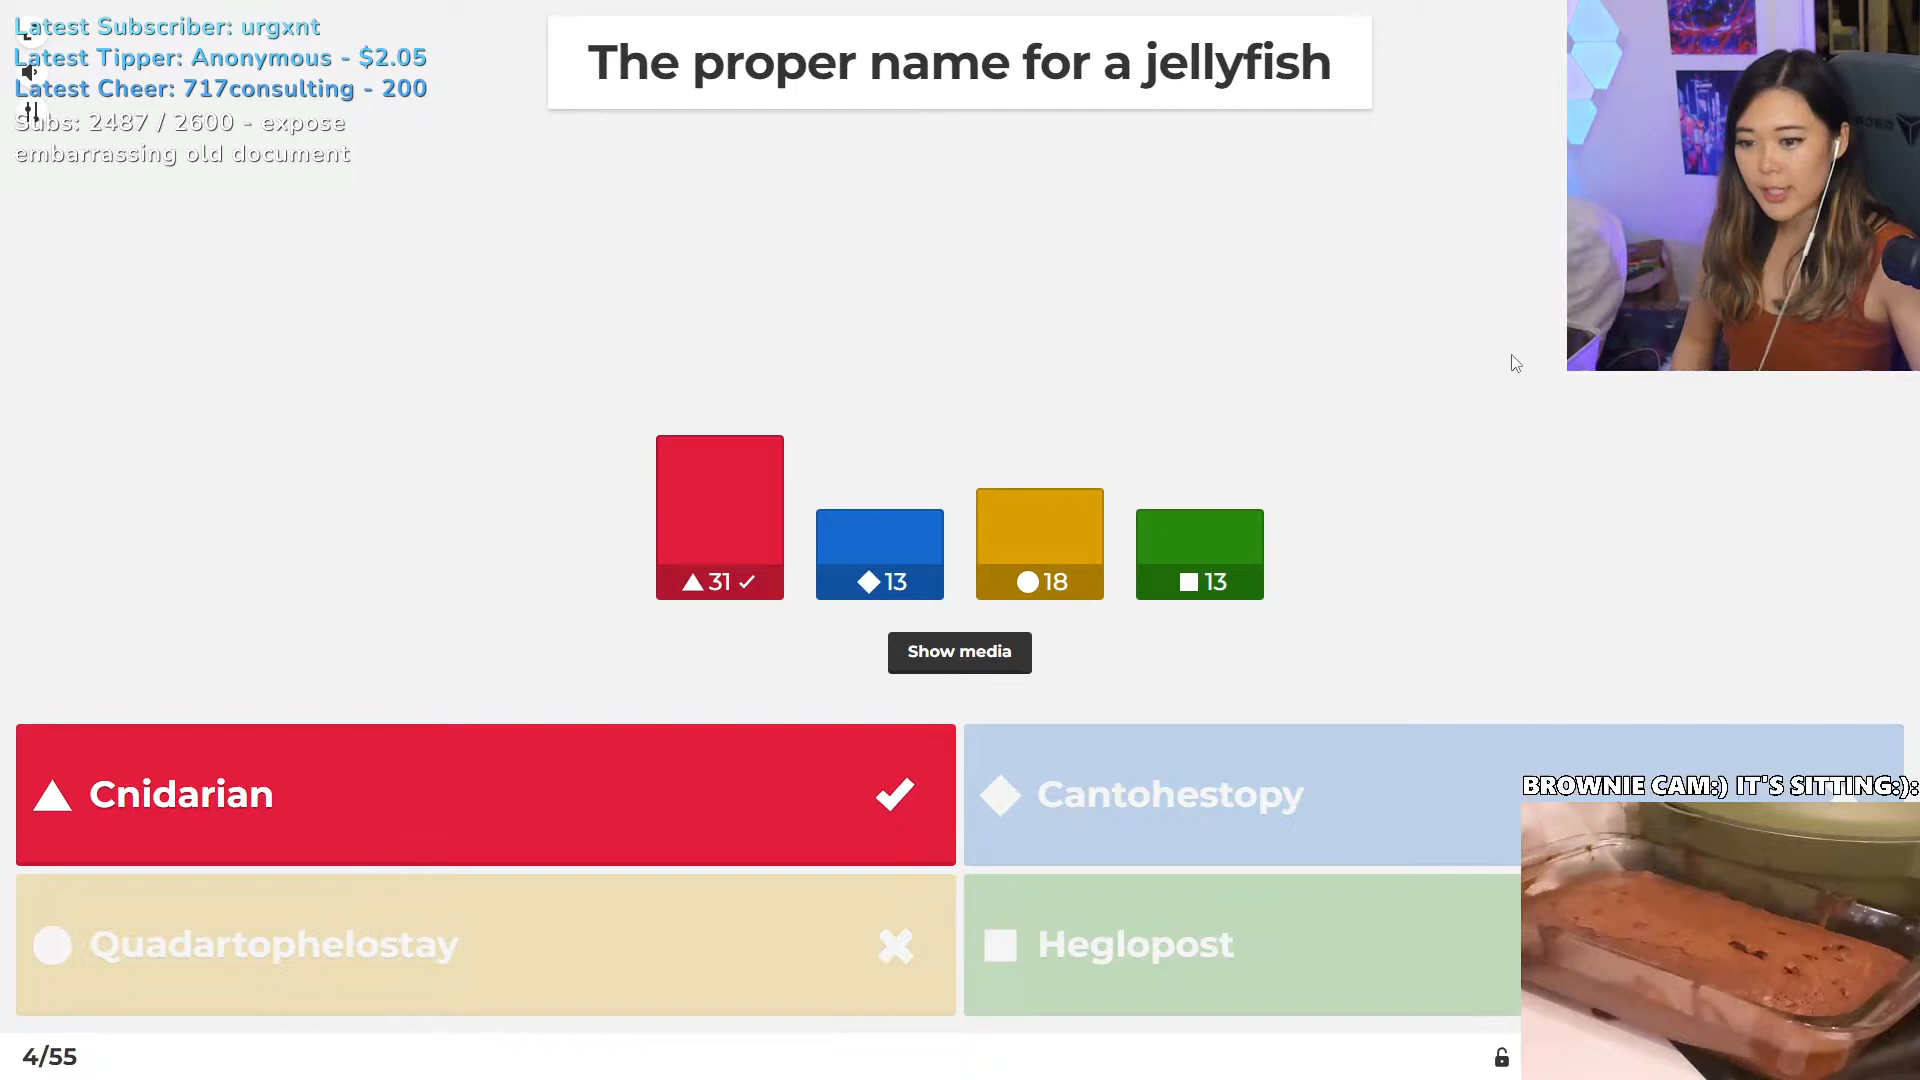 Latest Subscriber: urgxnt
Latest Tipper: Anonymous - $2.05
Latest Cheer: 717consulting - 200
Subs: 2487 / 2600 - expose
embarrassing old document
The proper name for a jellyfish
31
13
18
13
Show media
Cnidarian
Cantohestopy
BROWNIE CAM:) IT'S SITTING:):
Quadartophelostay
Heglopost
4/55